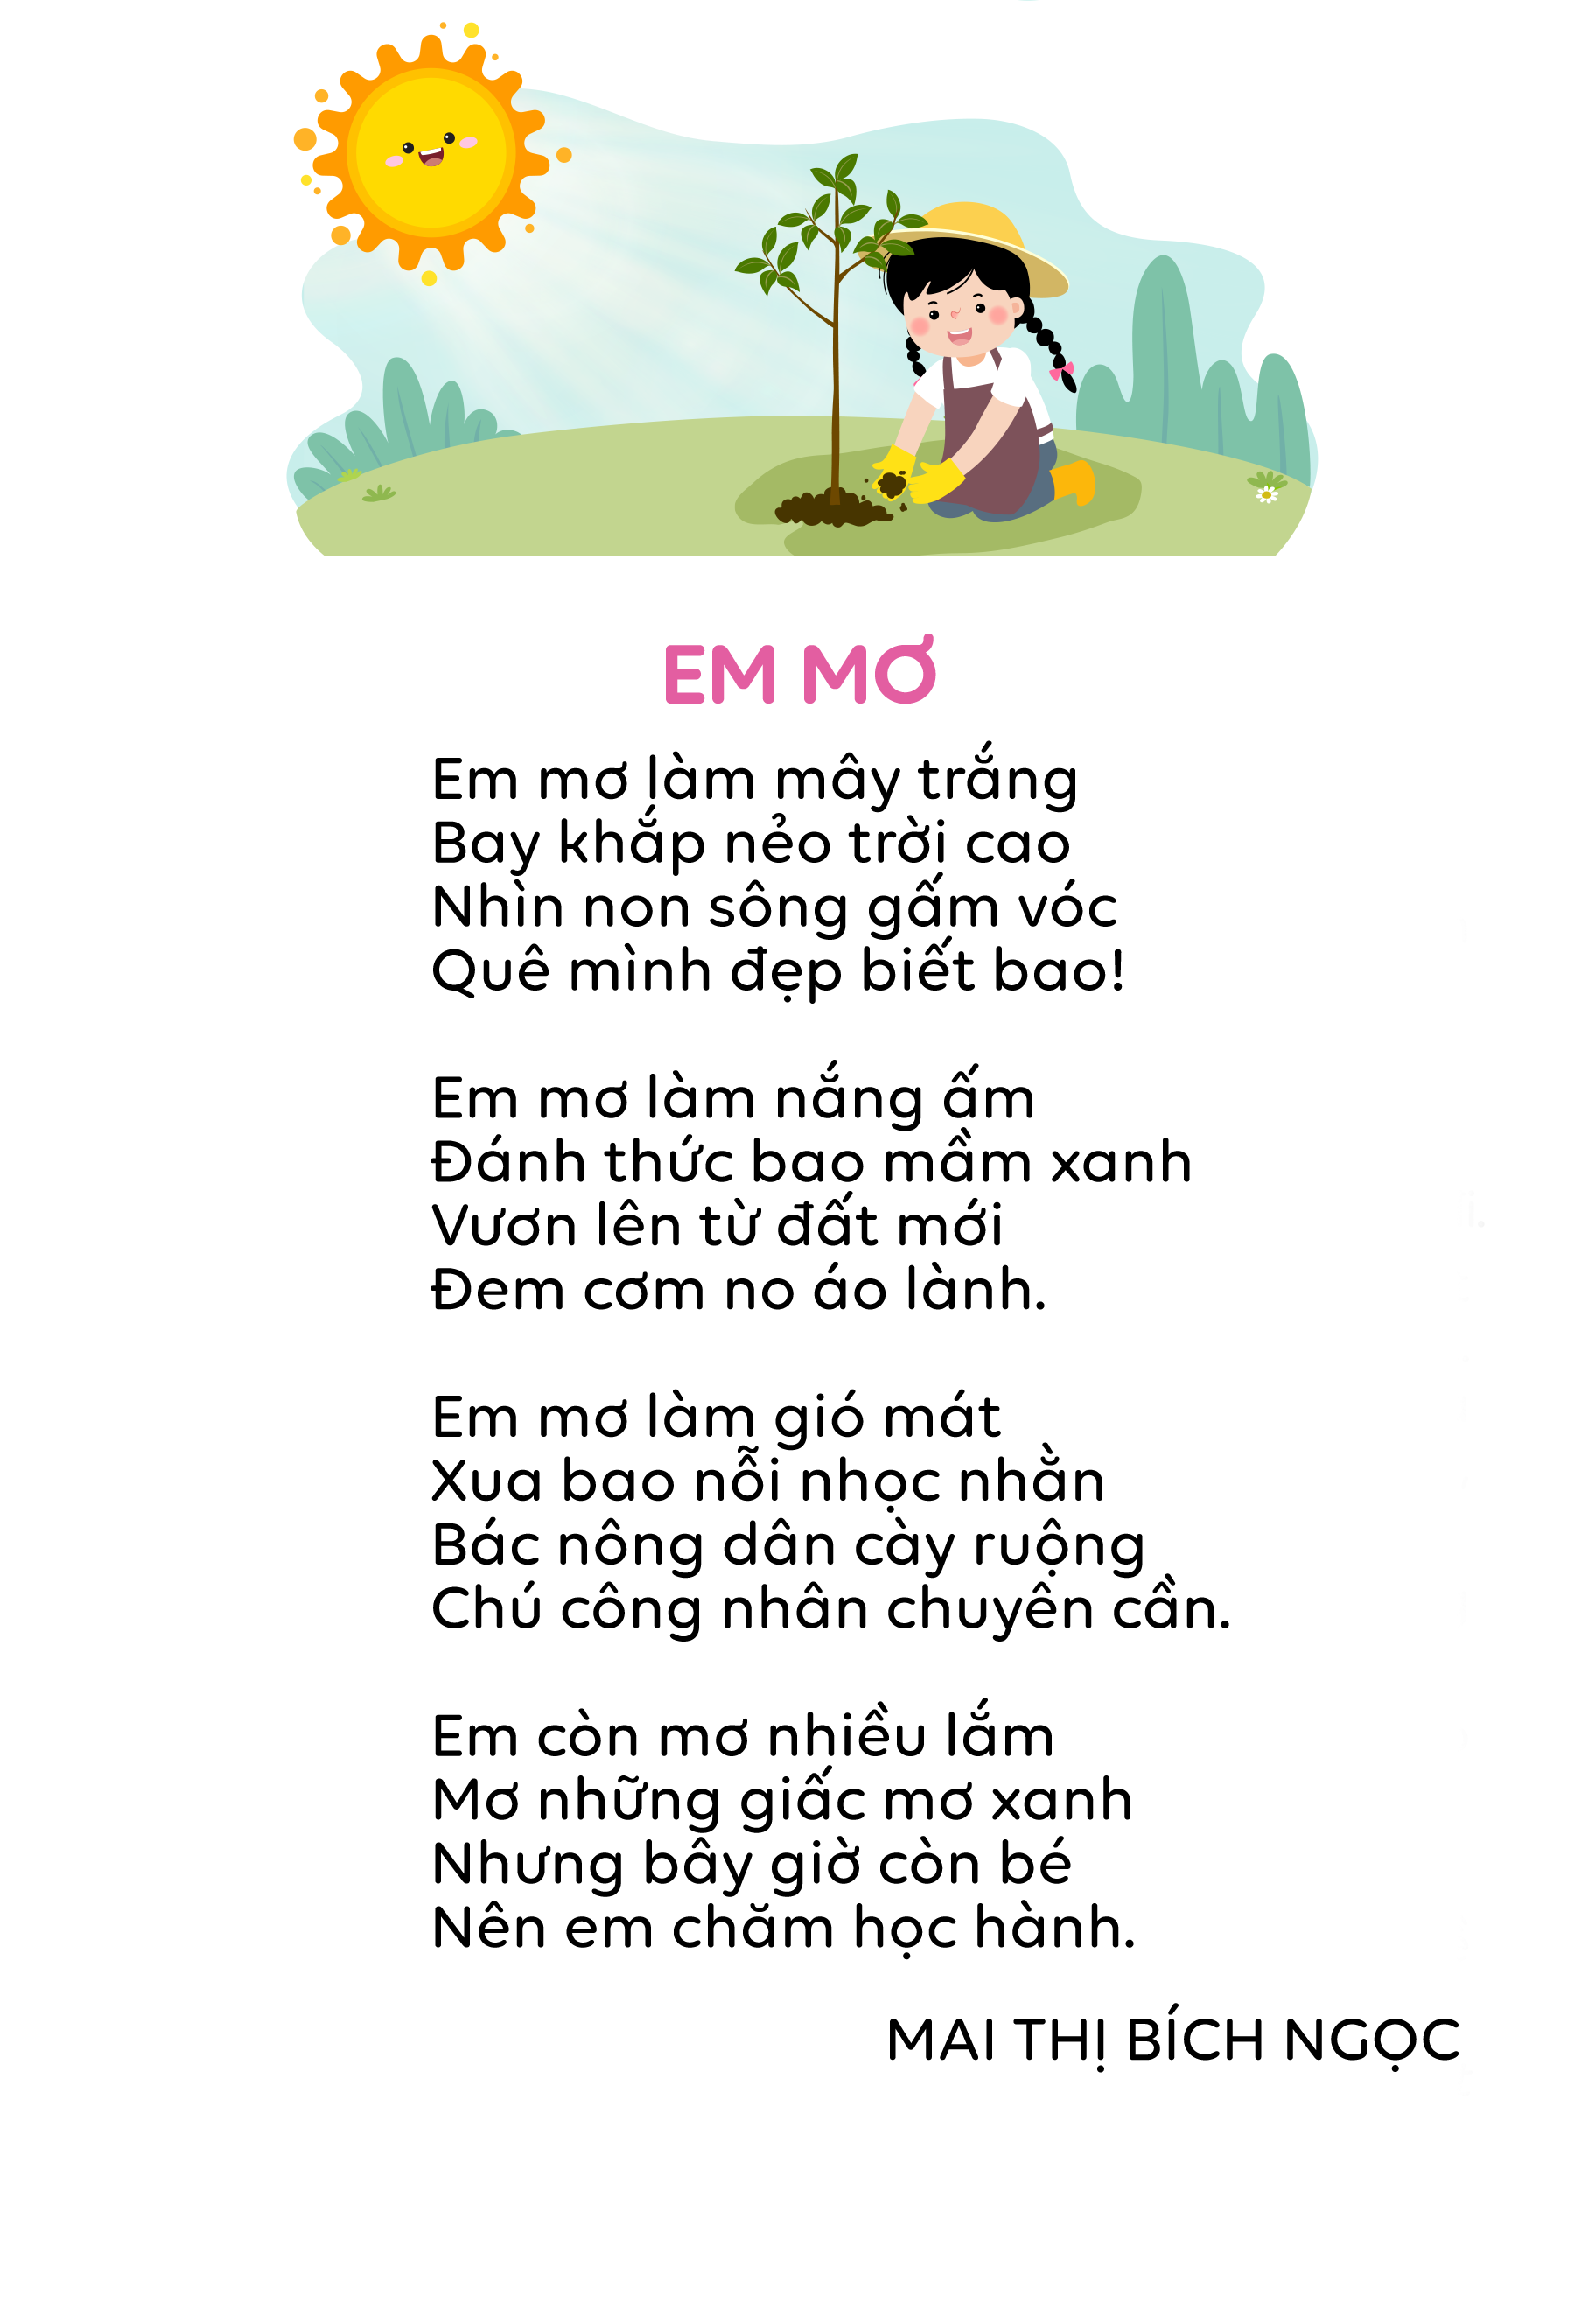 EM MƠ
Em mơ làm mây trắng
Bay khắp nẻo trời cao
Nhìn non sông gấm vóc
Quê mình đẹp biết bao!
Em mơ làm nắng ấm
Đánh thức bao mầm xanh
Vươn lên từ đất mới
Đem cơm no áo lành.
Em mơ làm gió mát
Xua bao nỗi nhọc nhằn
Bác nông dân cày ruộng
Chú công nhân chuyên cần.
Em còn mơ nhiều lắm
Mơ những giấc mơ xanh
Nhưng bây giờ còn bé
Nên em chăm học hành.
MAI THỊ BÍCH NGỌC